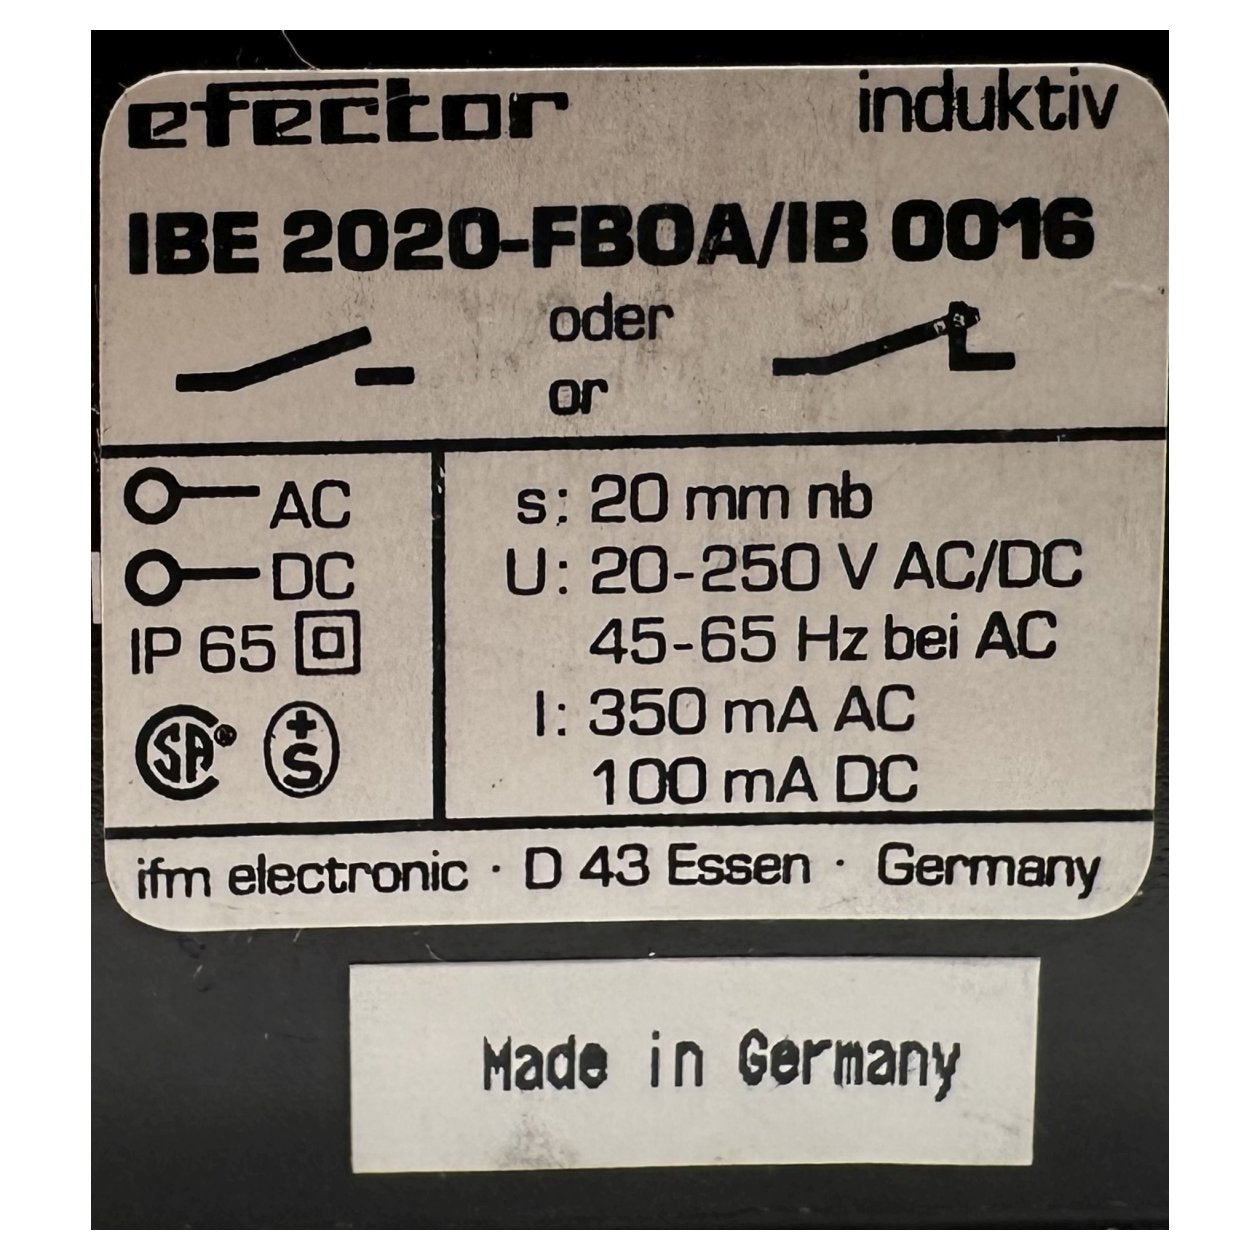 efector induktiv
IBE 2020-FBOA/IB 0016
oder
or
AC
DC
IP 65
SA®
+S
s: 20 mm nb
U: 20-250 V AC/DC
45-65 Hz bei AC
I: 350 mA AC
100 mA DC
ifm electronic · D 43 Essen · Germany
Made in Germany